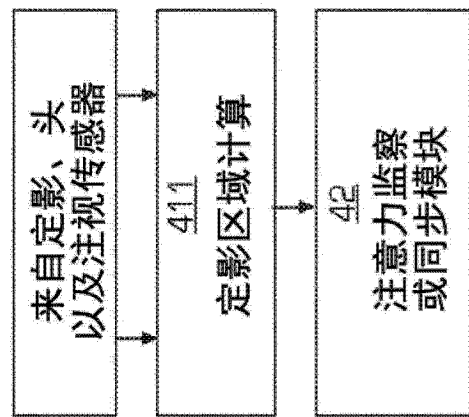 来自定影、头
以及注视传感器
411
定影区域计算
42
注意力监察
或同步模块